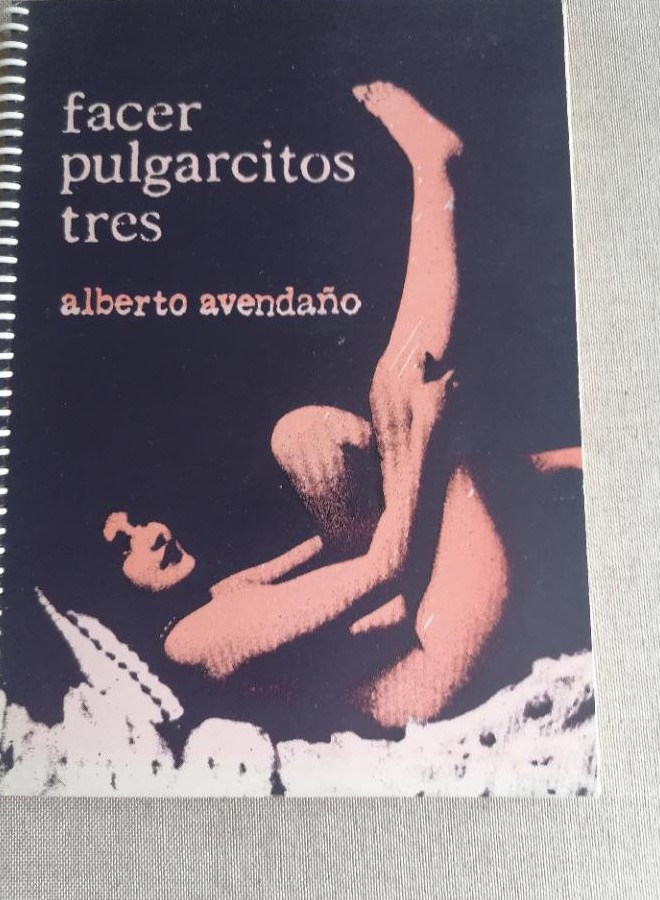 facer
pulgarcitos
tres
alberto avendaño